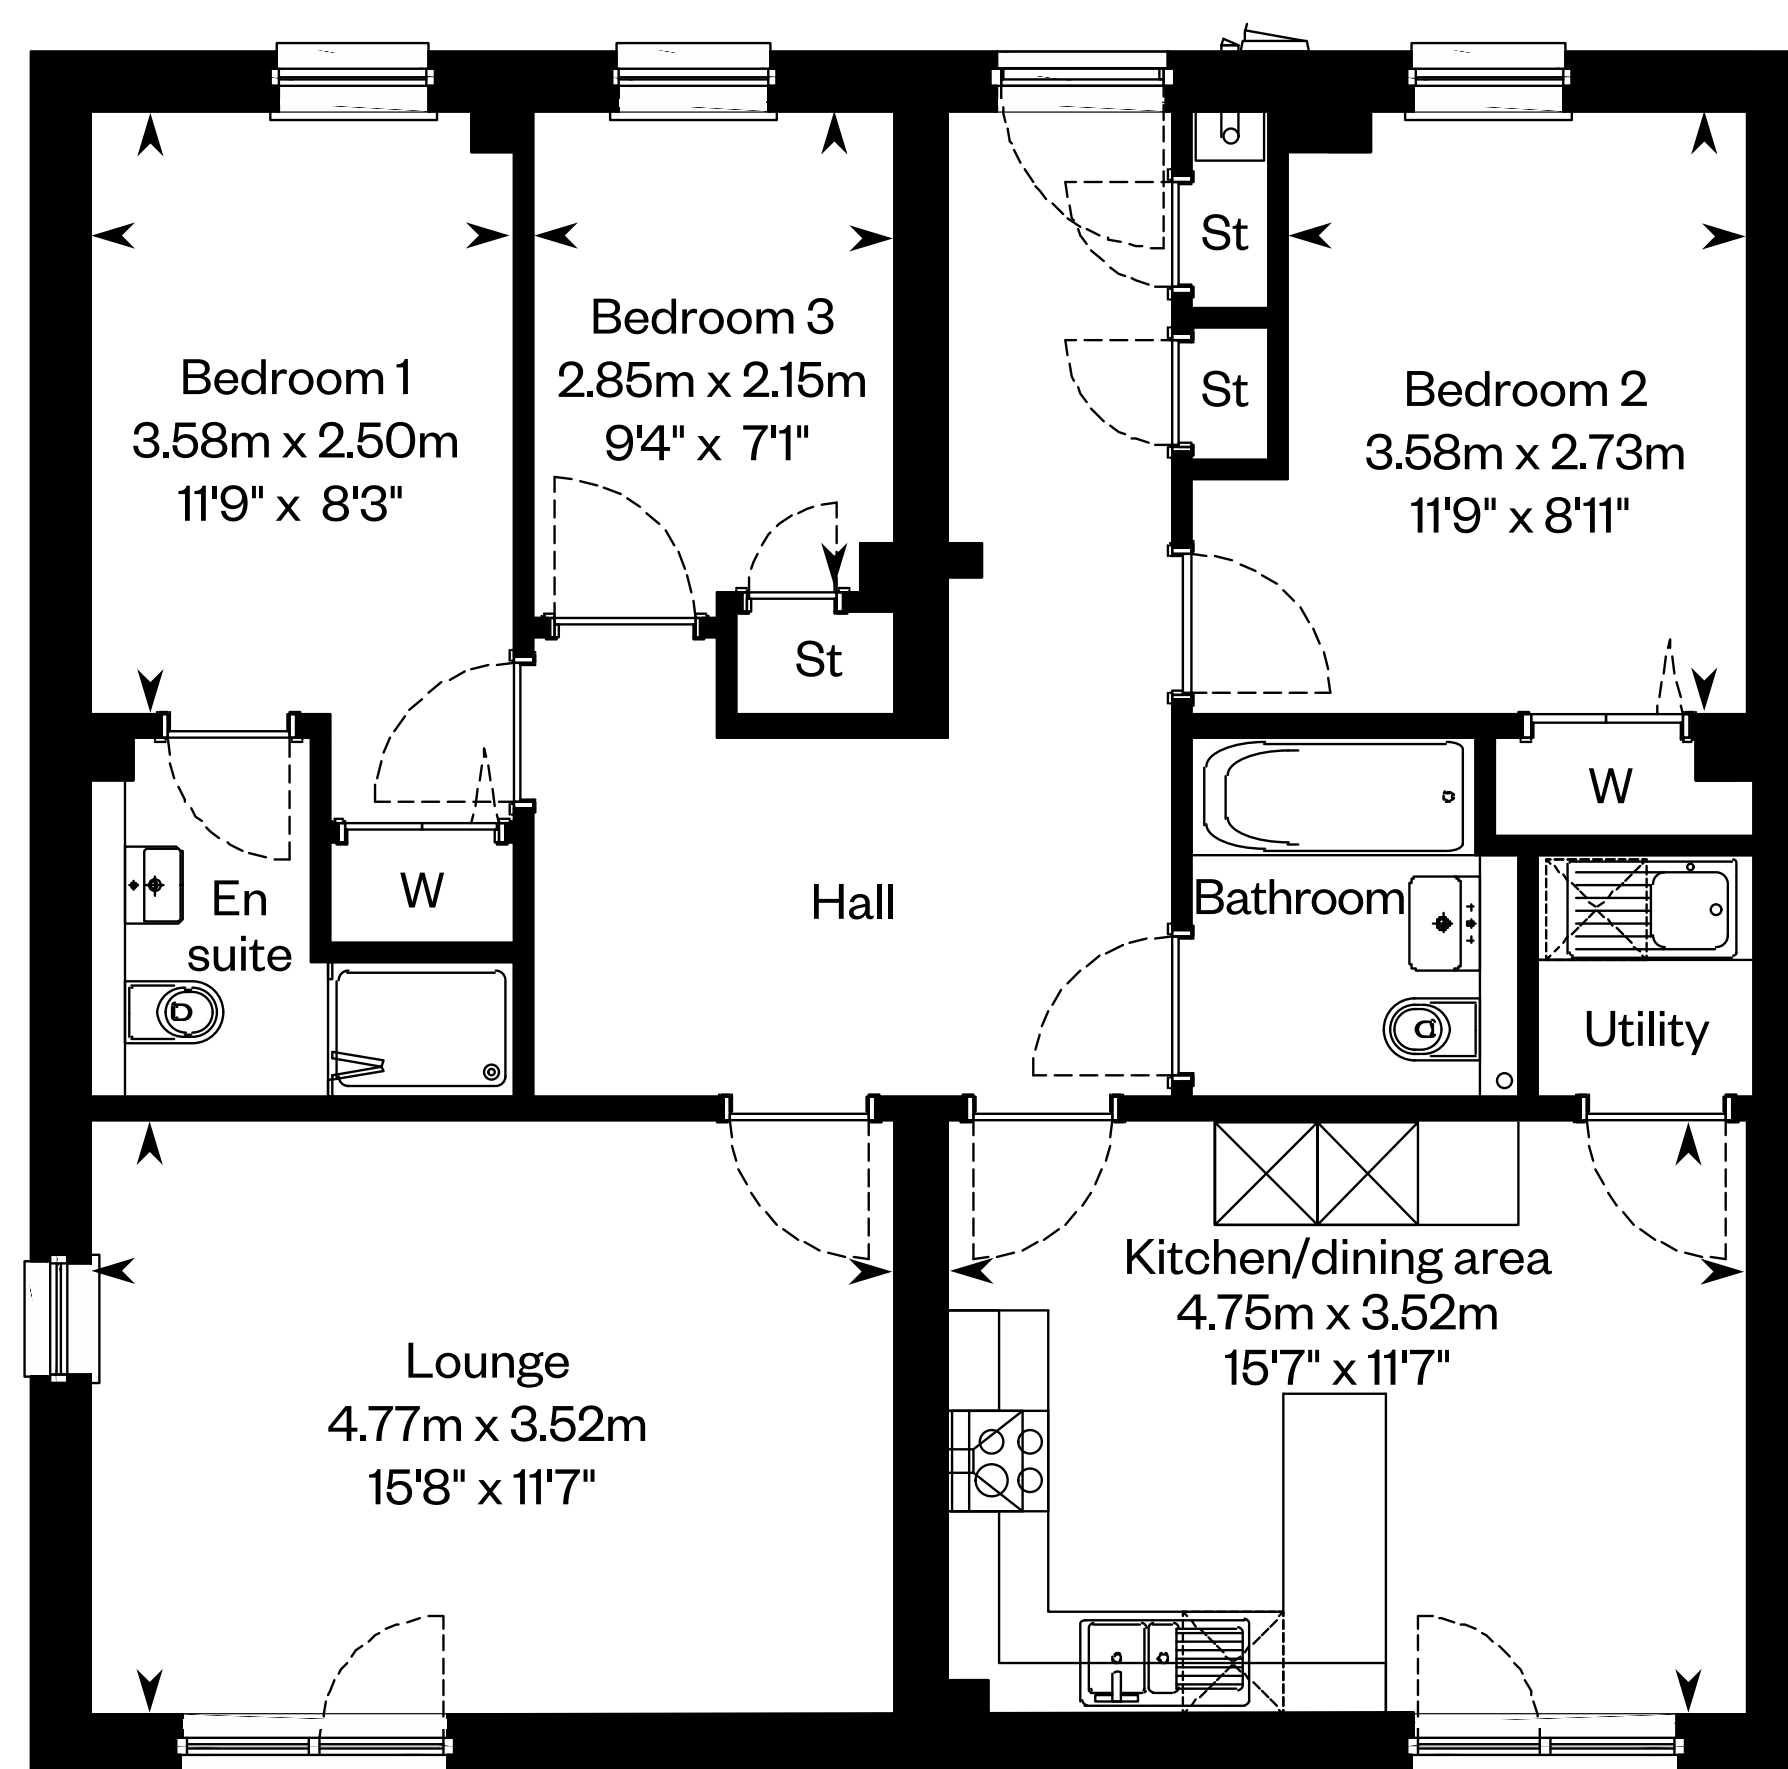 Bedroom 1
3.58m x 2.50m
11'9" x 8'3"
Bedroom 3
2.85m x 2.15m
9'4" x 7'1"
St
St
St
Bedroom 2
3.58m x 2.73m
11'9" x 8'11"
En
suite
W
Hall
Bathroom
W
Utility
Lounge
4.77m x 3.52m
15'8" x 11'7"
Kitchen/dining area
4.75m x 3.52m
15'7" x 11'7"